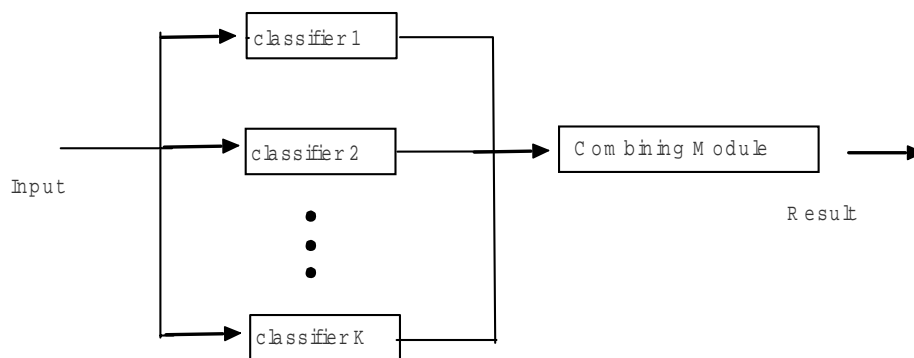 classifier 1
classifier 2
Combining Module
Input
Result
classifier K